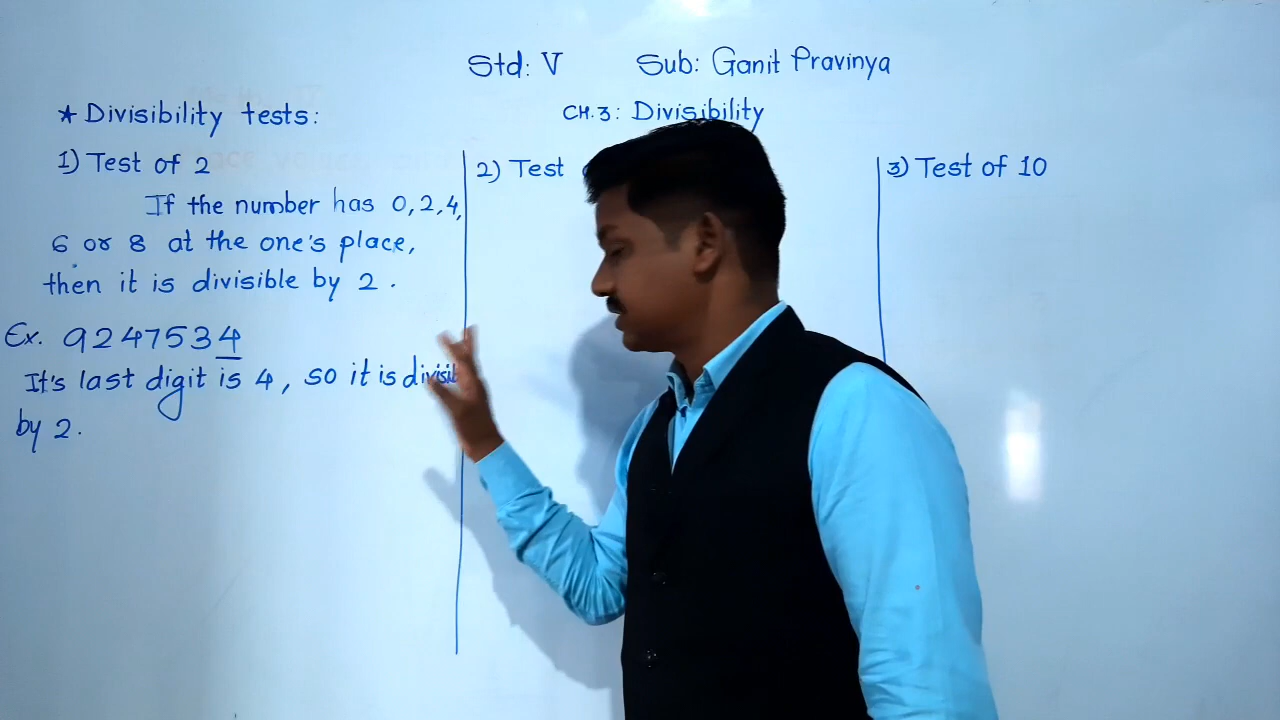 Std: V Sub: Ganit Pravinya
CH.3: Divisibility
* Divisibility tests:
1) Test of 2
If the number has 0, 2, 4,
6 or 8 at the one's place,
then it is divisible by 2.
Ex. 9247534
It's last digit is 4, so it is
by 2.
2) Test
3) Test of 10